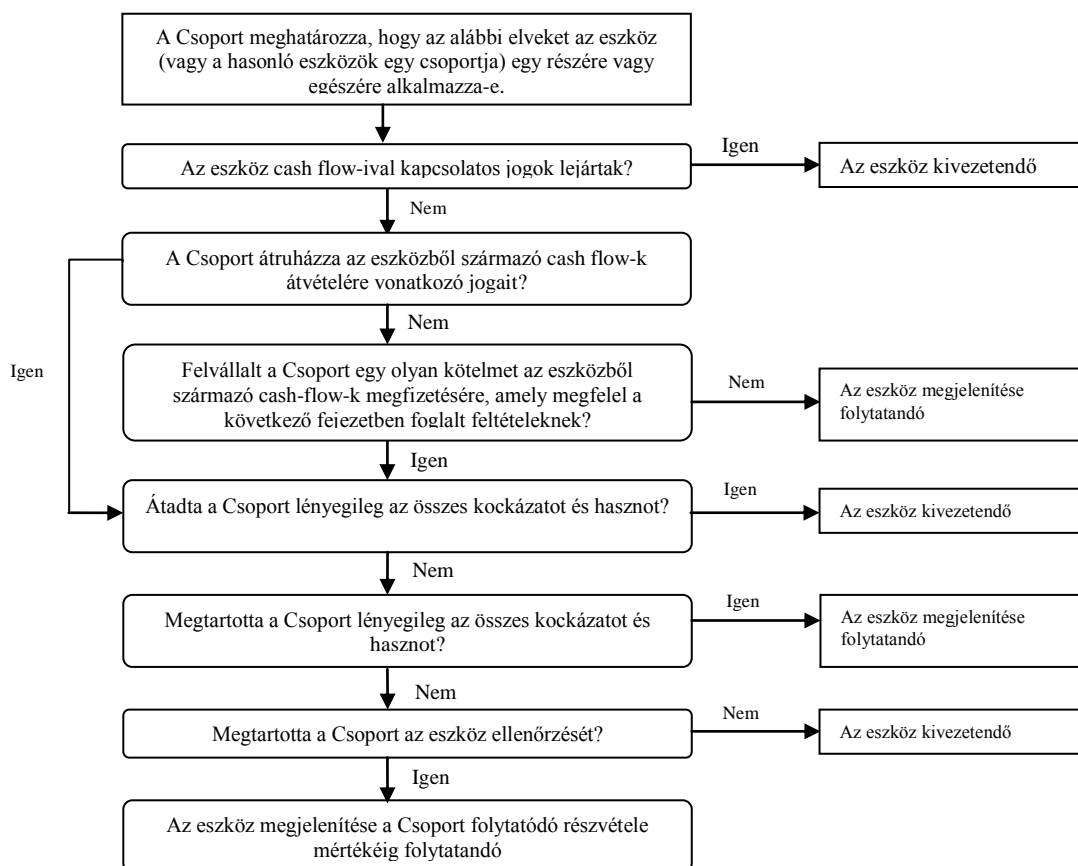 A Csoport meghatározza, hogy az alábbi elveket az eszköz
(vagy a hasonló eszközök egy csoportja) egy részére vagy
egészére alkalmazza-e.
Az eszköz cash flow-ival kapcsolatos jogok lejártak?
Igen
Az eszköz kivezetendő
Nem
A Csoport átruházza az eszközből származó cash flow-k
átvételére vonatkozó jogait?
Igen
Nem
Felvállalt a Csoport egy olyan kötelmet az eszközből
származó cash-flow-k megfizetésére, amely megfelel a
következő fejezetben foglalt feltételeknek?
Nem
Az eszköz megjelenítése
folytatandó
Igen
Átadta a Csoport lényegileg az összes kockázatot és hasznot?
Igen
Az eszköz kivezetendő
Nem
Megtartotta a Csoport lényegileg az összes kockázatot és
hasznot?
Igen
Az eszköz megjelenítése
folytatandó
Nem
Megtartotta a Csoport az eszköz ellenőrzését?
Nem
Az eszköz kivezetendő
Igen
Az eszköz megjelenítése a Csoport folytatódó részvétele
mértékéig folytatandó